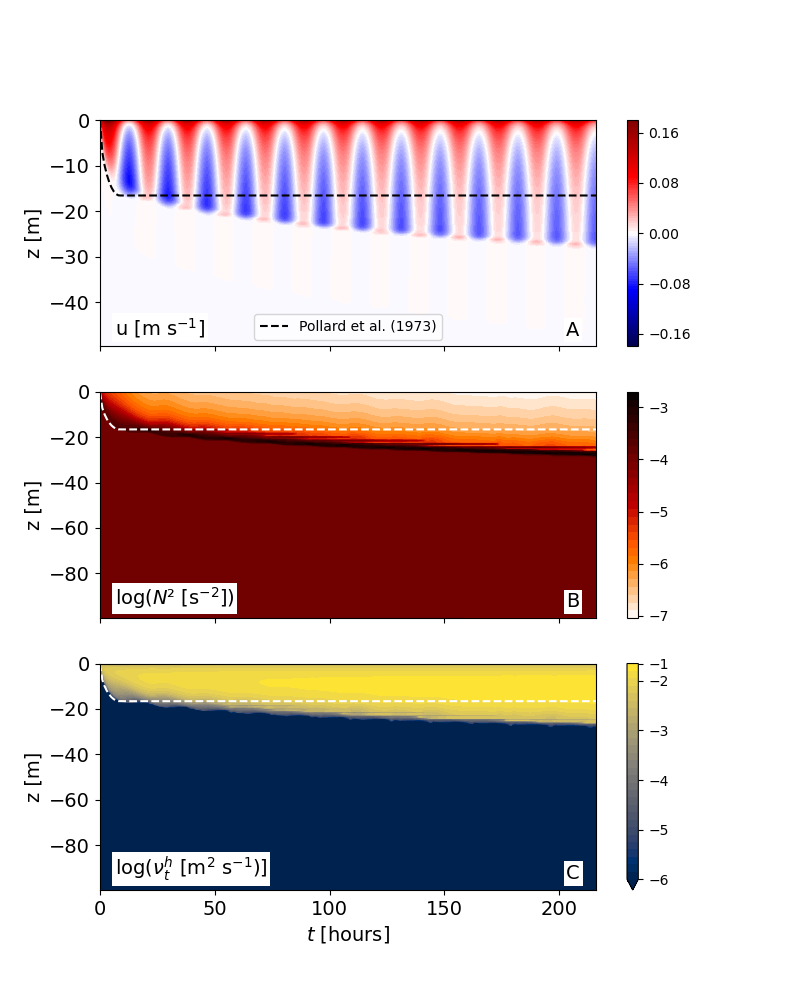 0
−10
−20
−30
−40
z [m]
u [m s⁻¹]
Pollard et al. (1973)
A
0.16
0.08
0.00
−0.08
−0.16
0
−20
−40
−60
−80
z [m]
log(N² [s⁻²])
B
−3
−4
−5
−6
−7
0
−20
−40
−60
−80
z [m]
log(νₜʰ [m² s⁻¹)]
C
−1
−2
−3
−4
−5
−6
0 50 100 150 200
t [hours]